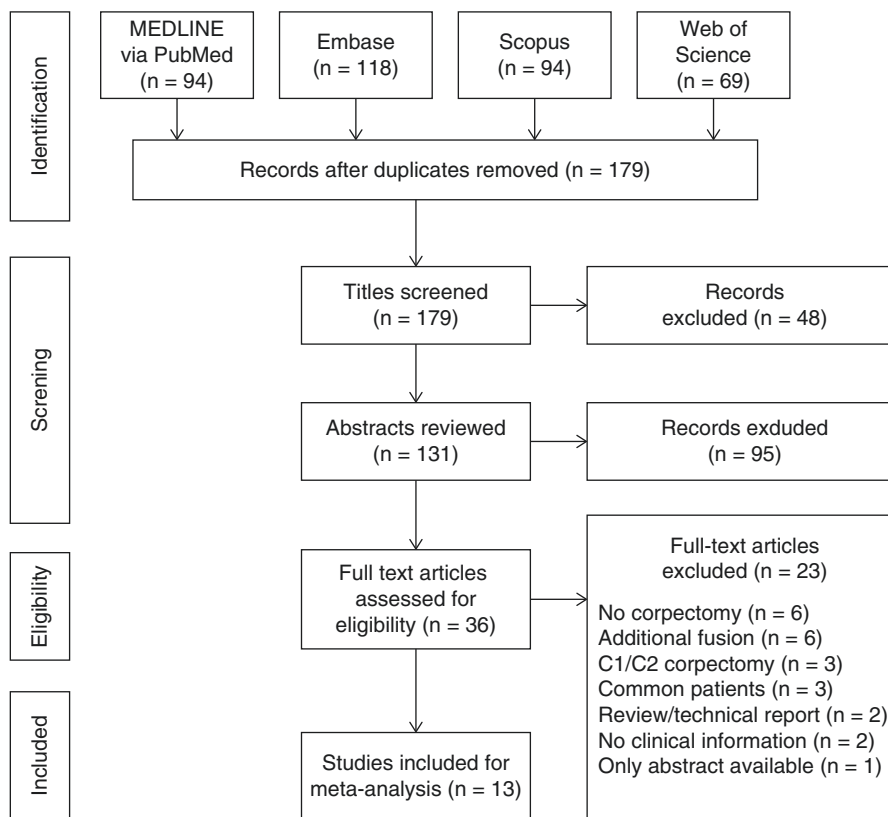 Identification
MEDLINE
via PubMed
(n = 94)
Embase
(n = 118)
Scopus
(n = 94)
Web of
Science
(n = 69)
Records after duplicates removed (n = 179)
Screning
Titles screened
(n = 179)
Records
excluded (n = 48)
Abstracts reviewed
(n = 131)
Records exduded
(n = 95)
Eligibility
Full text articles
assessed for
eligibility (n = 36)
Full-text articles
excluded (n = 23)
No corpectomy (n = 6)
Additional fusion (n = 6)
C1/C2 corpectomy (n = 3)
Common patients (n = 3)
Review/technical report (n = 2)
No clinical information (n = 2)
Only abstract available (n = 1)
Included
Studies included for
meta-analysis (n = 13)